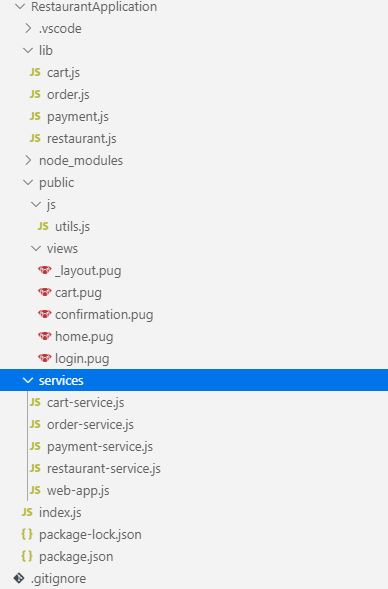 RestaurantApplication
.vscode
lib
JS cart.js
JS order.js
JS payment.js
JS restaurant.js
node_modules
public
js
JS utils.js
views
_layout.pug
cart.pug
confirmation.pug
home.pug
login.pug
services
JS cart-service.js
JS order-service.js
JS payment-service.js
JS restaurant-service.js
JS web-app.js
JS index.js
{ } package-lock.json
{ } package.json
.gitignore